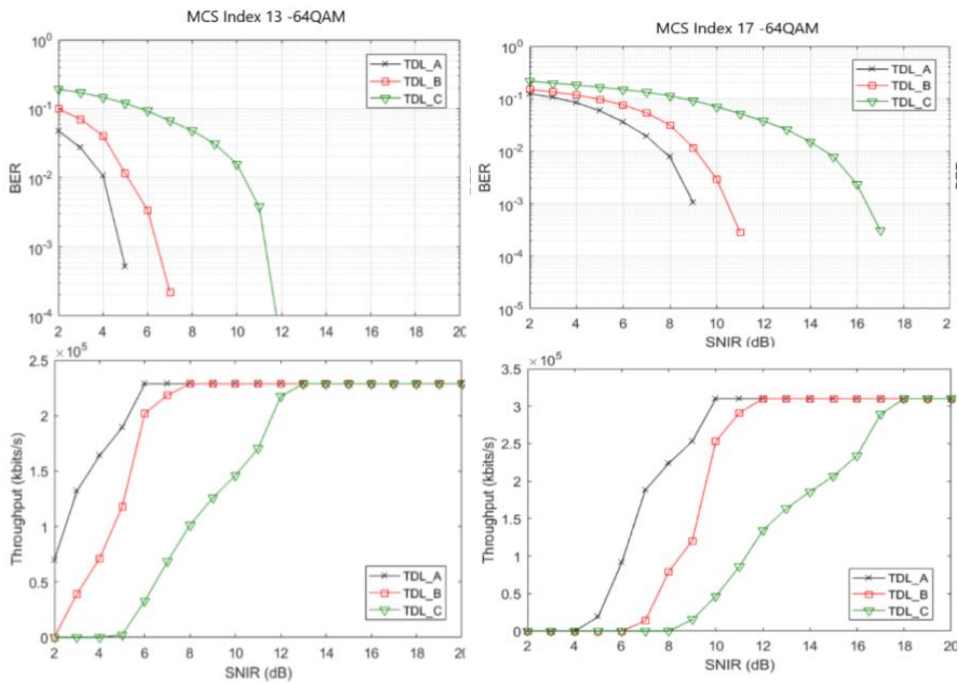 MCS Index 13 -64QAM
MCS Index 17 -64QAM
10^0
10^-1
10^-2
10^-3
10^-4
BER
TDL_A
TDL_B
TDL_C
2 4 6 8 10 12 14 16 18 20
10^0
10^-1
10^-2
10^-3
10^-4
10^-5
BER
TDL_A
TDL_B
TDL_C
BER
2 4 6 8 10 12 14 16 18 2
SNIR (dB)
×10^5
2.5
2
1.5
1
0.5
0
Throughput (kbits/s)
TDL_A
TDL_B
TDL_C
2 4 6 8 10 12 14 16 18 20
SNIR (dB)
×10^5
3.5
3
2.5
2
1.5
1
0.5
0
Throughput (kbits/s)
TDL_A
TDL_B
TDL_C
2 4 6 8 10 12 14 16 18 20
SNIR (dB)